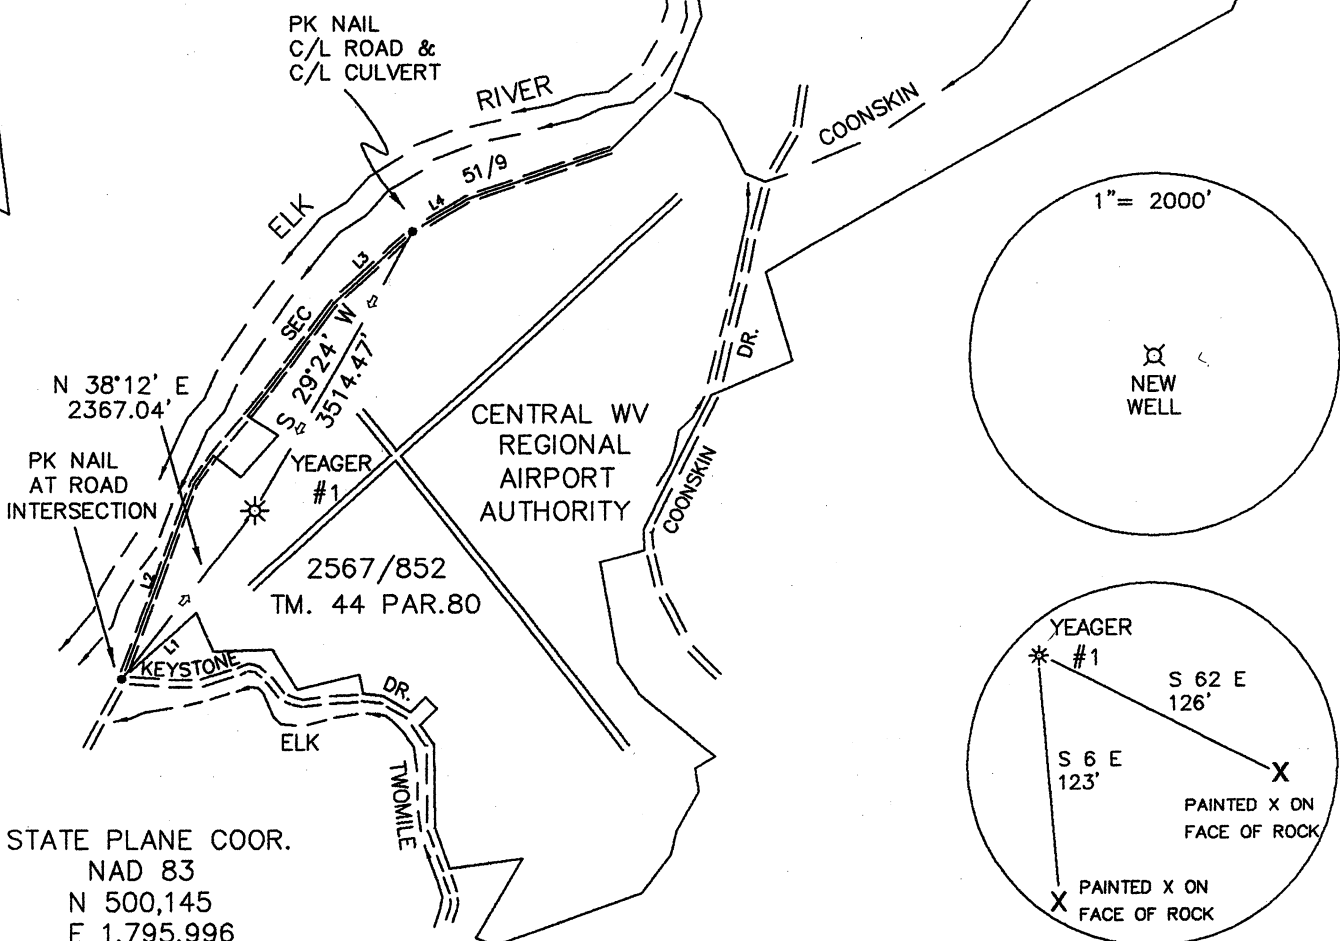 PK NAIL
C/L ROAD &
C/L CULVERT
RIVER
COONSKIN
51/9
L4
ELK
L3
SEC
S 29°24' W
3514.47'
1"= 2000'
NEW
WELL
DR.
N 38°12' E
2367.04'
CENTRAL WV
REGIONAL
AIRPORT
AUTHORITY
PK NAIL
AT ROAD
INTERSECTION
YEAGER
#1
COONSKIN
L2
2567/852
TM. 44 PAR.80
L1
KEYSTONE
DR.
ELK
TWOMILE
YEAGER
#1
S 62 E
126'
S 6 E
123'
PAINTED X ON
FACE OF ROCK
X
X
PAINTED X ON
FACE OF ROCK
STATE PLANE COOR.
NAD 83
N 500,145
E 1,795,996